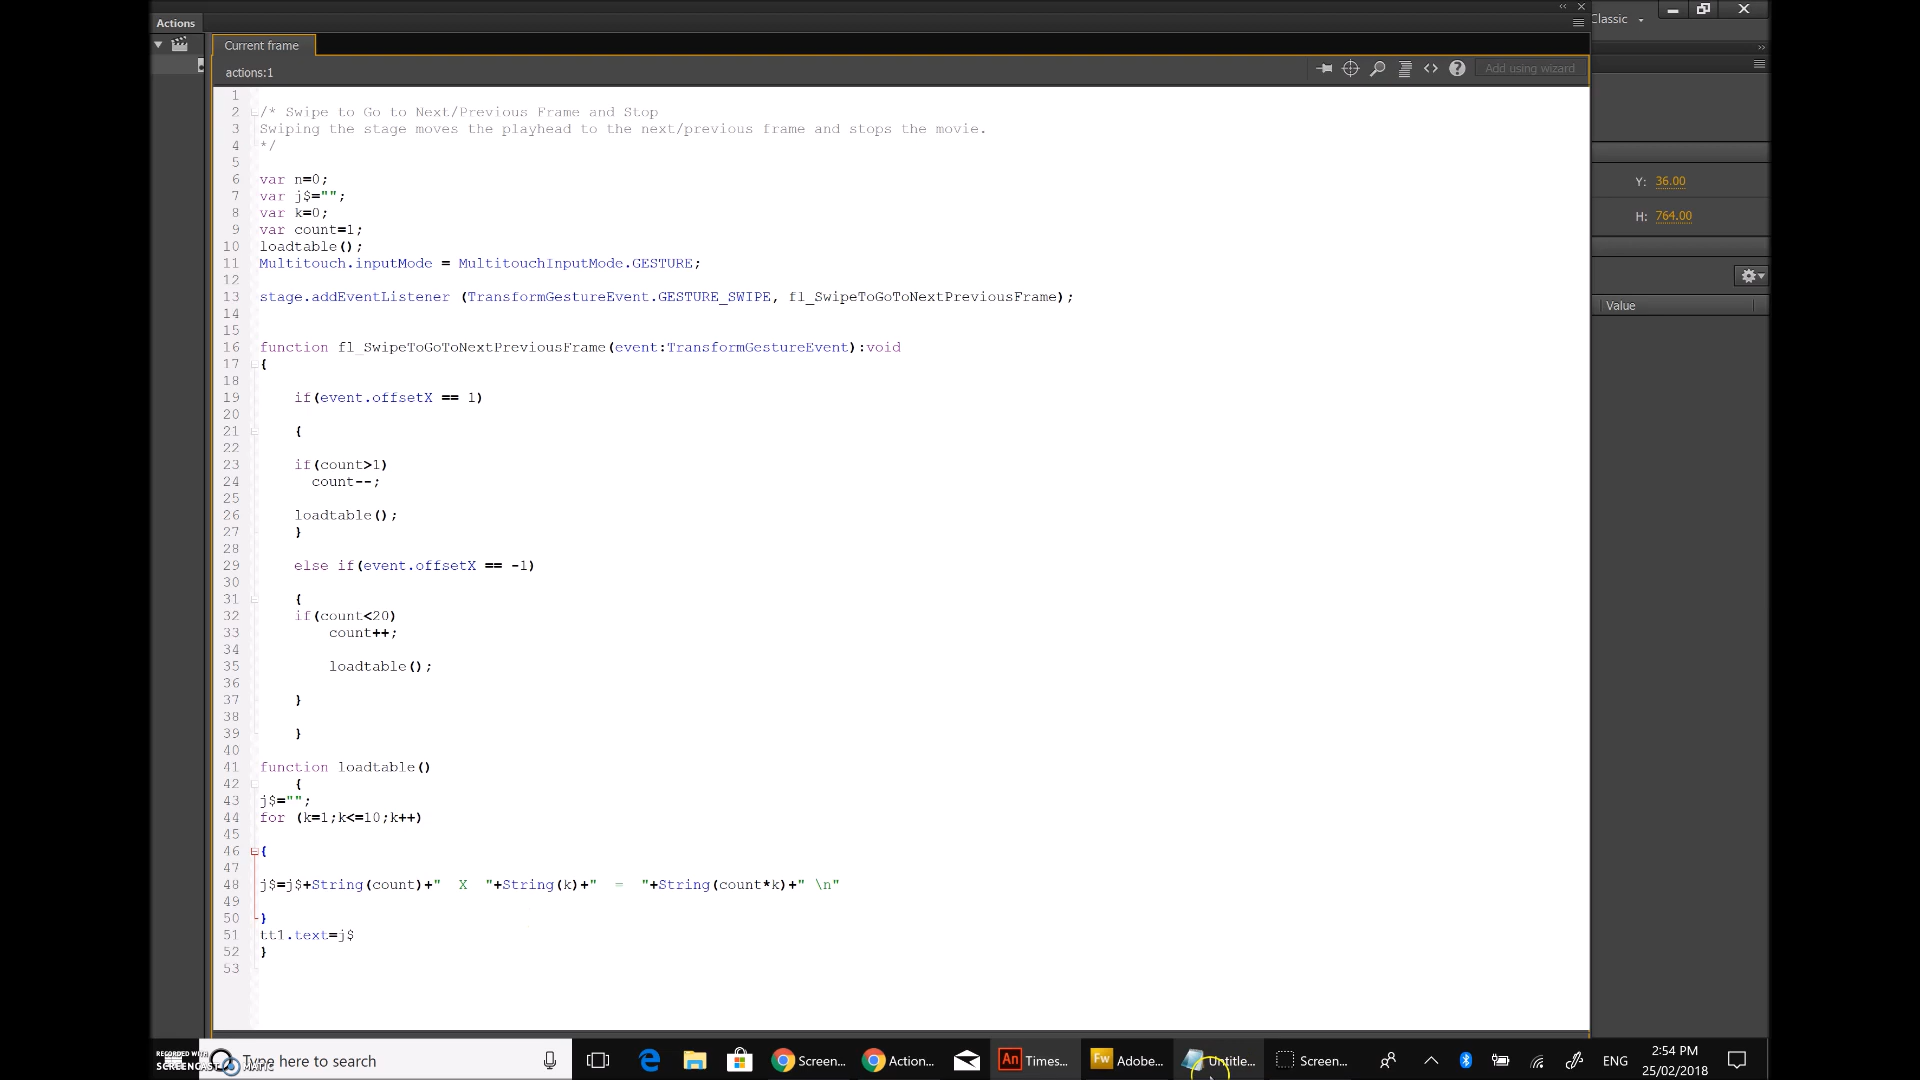 Actions
Classic
Current frame
actions:1
Add using wizard
1
2 /* Swipe to Go to Next/Previous Frame and Stop
3 Swiping the stage moves the playhead to the next/previous frame and stops the movie.
4 */
5
6 var n=0;
7 var j$="";
8 var k=0;
9 var count=1;
10 loadtable();
11 Multitouch.inputMode = MultitouchInputMode.GESTURE;
12
13 stage.addEventListener (TransformGestureEvent.GESTURE_SWIPE, fl_SwipeToGoToNextPreviousFrame);
14
15
16 function fl_SwipeToGoToNextPreviousFrame(event:TransformGestureEvent):void
17 {
18
19 if(event.offsetX == 1)
20
21 {
22
23 if(count>1)
24 count--;
25
26 loadtable();
27 }
28
29 else if(event.offsetX == -1)
30
31 {
32 if(count<20)
33 count++;
34
35 loadtable();
36
37 }
38
39 }
40
41 function loadtable()
42 {
43 j$="";
44 for (k=1;k<=10;k++)
45
46 {
47
48 j$=j$+String(count)+"  X  "+String(k)+"  =  "+String(count*k)+" \n"
49
50 }
51 tt1.text=j$
52 }
53
Y: 36.00
H: 764.00
Value
RECORDED WITH
SCREENCAST MATIC
Type here to search
Screen...
Action...
An Times...
Fw Adobe...
Untitle...
Screen...
ENG
2:54 PM
25/02/2018